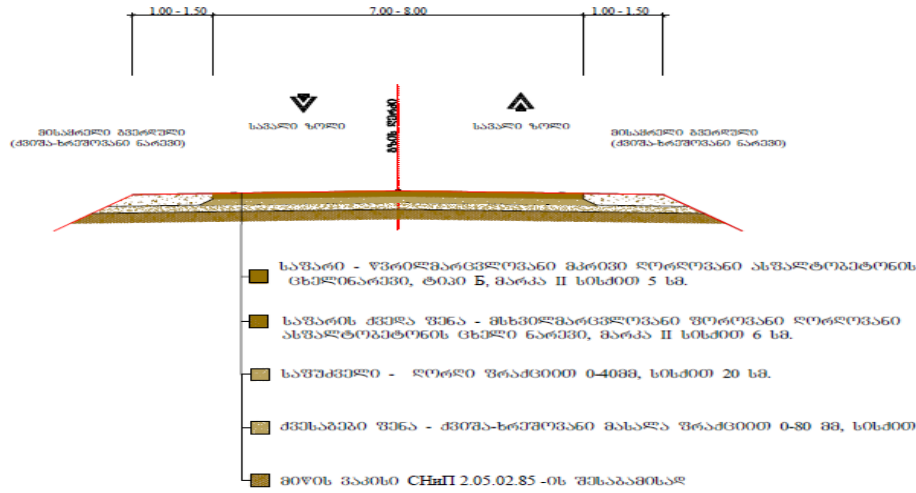 1.00 - 1.50 7.00 - 8.00 1.00 - 1.50
გზის ღერძი
სავალი ზოლი სავალი ზოლი
მისაყრელი გვერდული მისაყრელი გვერდული
(ქვიშა-ხრეშოვანი ნარევი) (ქვიშა-ხრეშოვანი ნარევი)
საფარი - წვრილმარცვლოვანი მკრივი ღორღოვანი ასფალტობეტონის
ცხელინარევი, ტიპი Б, მარკა II სისქით 5 სმ.
საფარის ქვედა ფენა - მსხვილმარცვლოვანი ფოროვანი ღორღოვანი
ასფალტობეტონის ცხელი ნარევი, მარკა II სისქით 6 სმ.
საფუძველი - ღორღი ფრაქციით 0-40მმ, სისქით 20 სმ.
ქვესაგები ფენა - ქვიშა-ხრეშოვანი მასალა ფრაქციით 0-80 მმ, სისქით
მიწის ვაკისი СНиП 2.05.02.85 -ის შესაბამისად